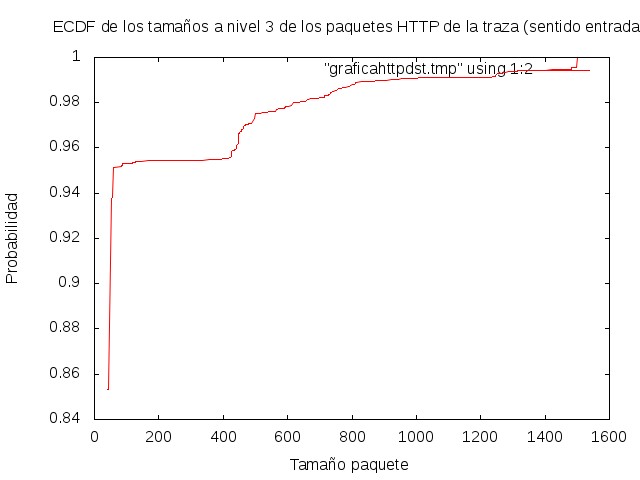 ECDF de los tamaños a nivel 3 de los paquetes HTTP de la traza (sentido entrada
"graficahttpdst.tmp" using 1:2
1
0.98
0.96
0.94
0.92
0.9
0.88
0.86
0.84
Probabilidad
0 200 400 600 800 1000 1200 1400 1600
Tamaño paquete